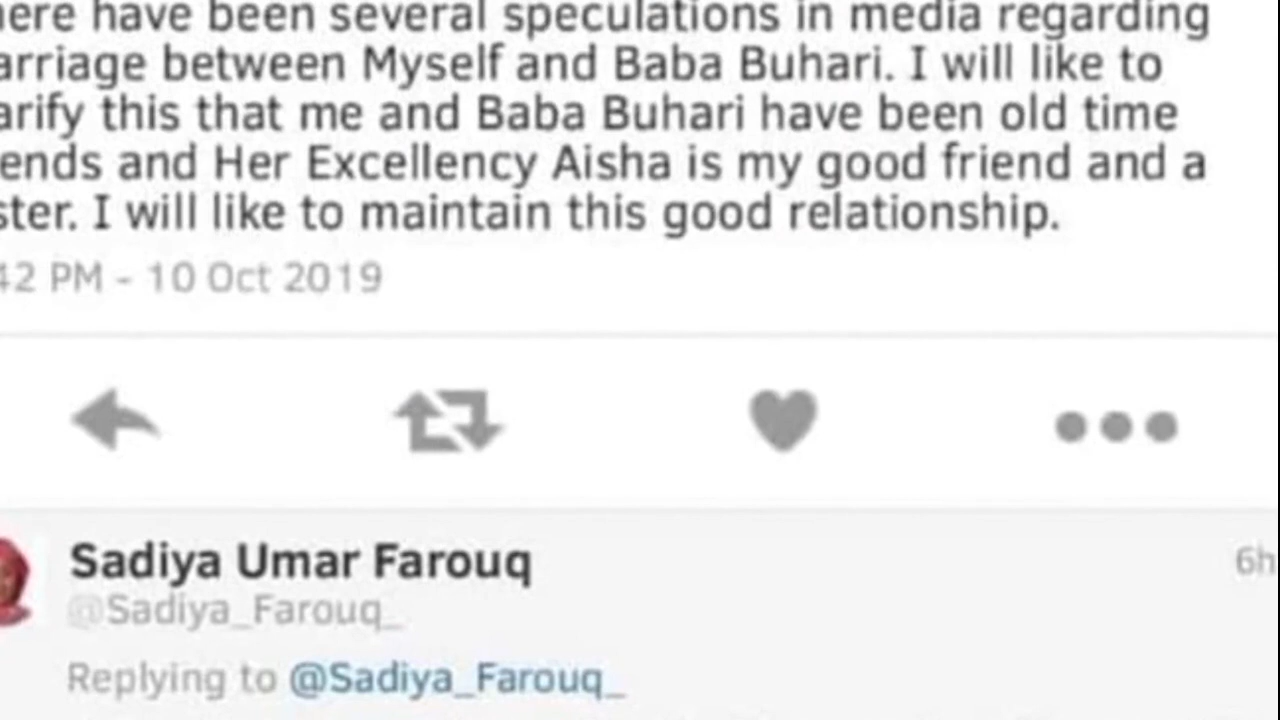 here have been several speculations in media regarding
arriage between Myself and Baba Buhari. I will like to
arify this that me and Baba Buhari have been old time
ends and Her Excellency Aisha is my good friend and a
ster. I will like to maintain this good relationship.
42 PM - 10 Oct 2019
Sadiya Umar Farouq
6h
@Sadiya_Farouq_
Replying to @Sadiya_Farouq_